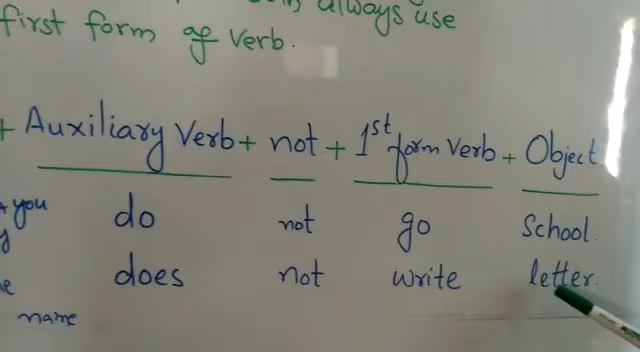 always use
first form of verb.
+ Auxiliary Verb + not + 1st form Verb + Object.
you do not go School.
does not write letter.
name